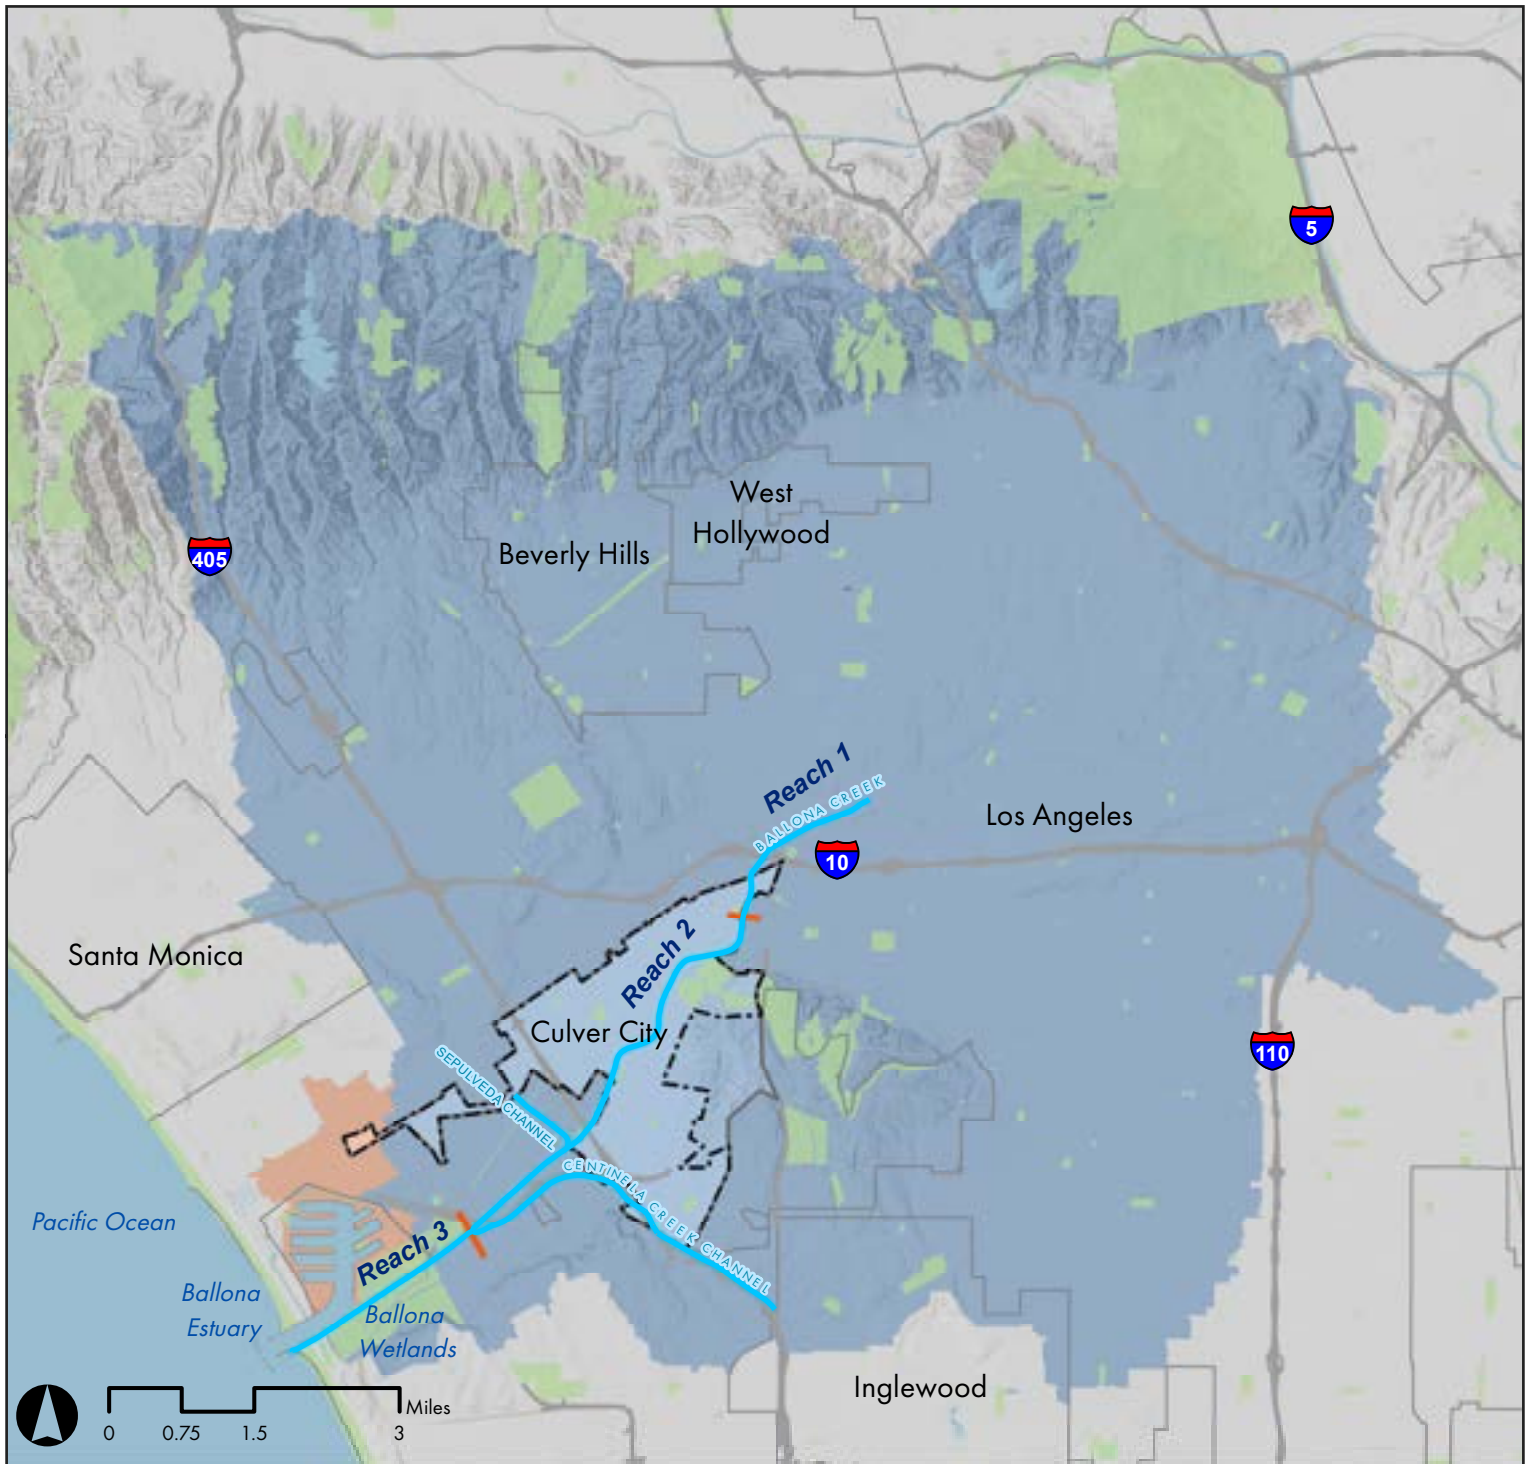 5
West
Hollywood
Beverly Hills
405
Reach 1
BALLONA CREEK
Los Angeles
10
Reach 2
Santa Monica
Culver City
110
SEPULVEDA CHANNEL
CENTINELA CREEK CHANNEL
Pacific Ocean
Reach 3
Ballona
Estuary
Ballona
Wetlands
Inglewood
Miles
0 0.75 1.5 3